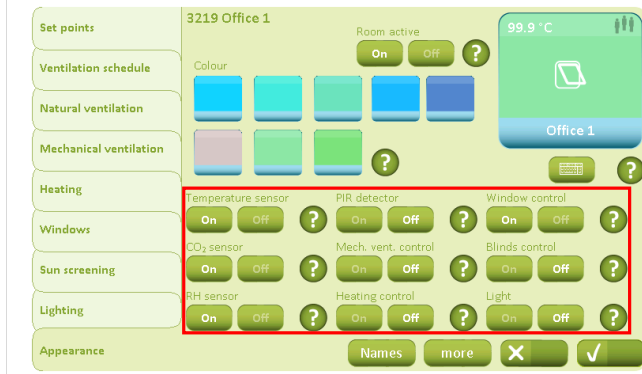 Set points
Ventilation schedule
Natural ventilation
Mechanical ventilation
Heating
Windows
Sun screening
Lighting
Appearance
3219 Office 1
Room active
On Off ?
Colour
?
99.9 °C
Office 1
?
Temperature sensor PIR detector Window control
On Off ? On Off ? On Off ?
CO₂ sensor Mech. vent. control Blinds control
On Off ? On Off ? On Off ?
RH sensor Heating control Light
On Off ? On Off ? On Off ?
Names more